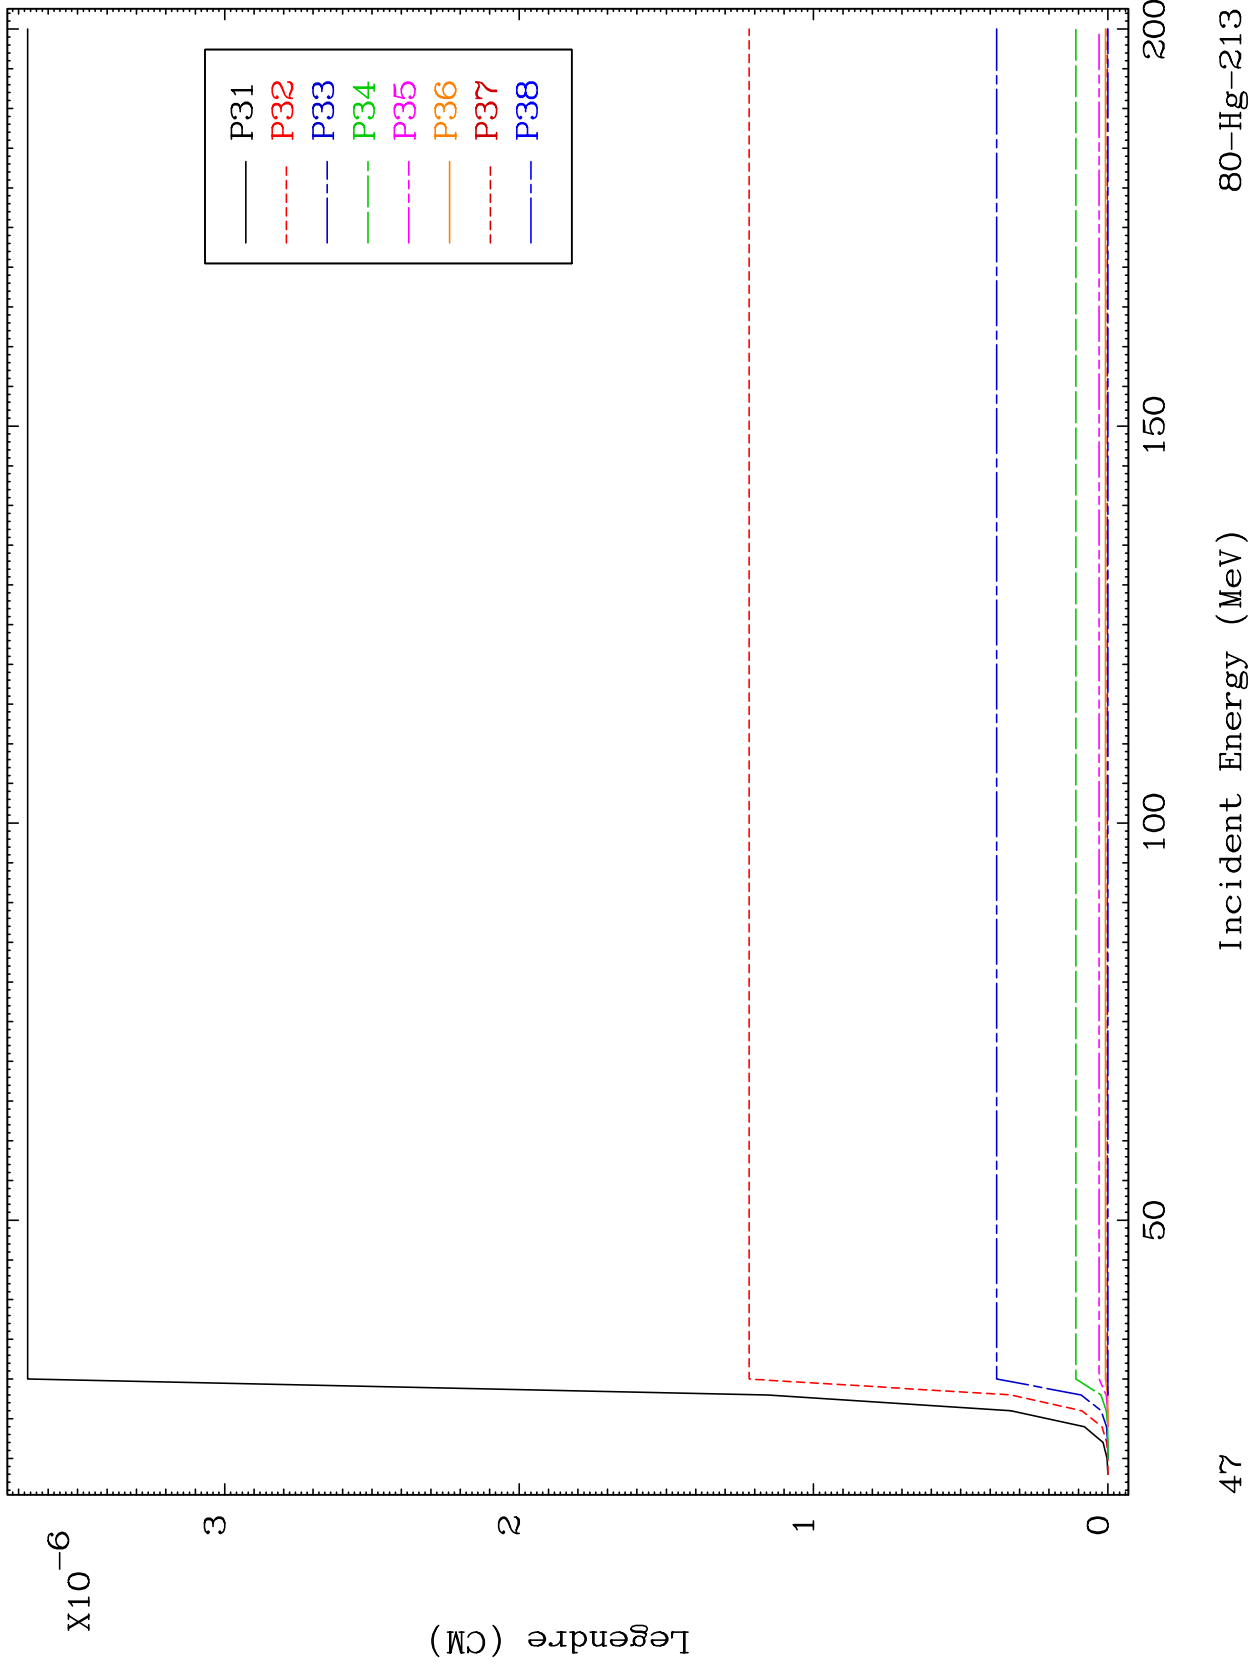 X10⁻⁶
Legendre (CM)
3
2
1
0
P31
P32
P33
P34
P35
P36
P37
P38
50
100
150
200
Incident Energy (MeV)
47
80-Hg-213